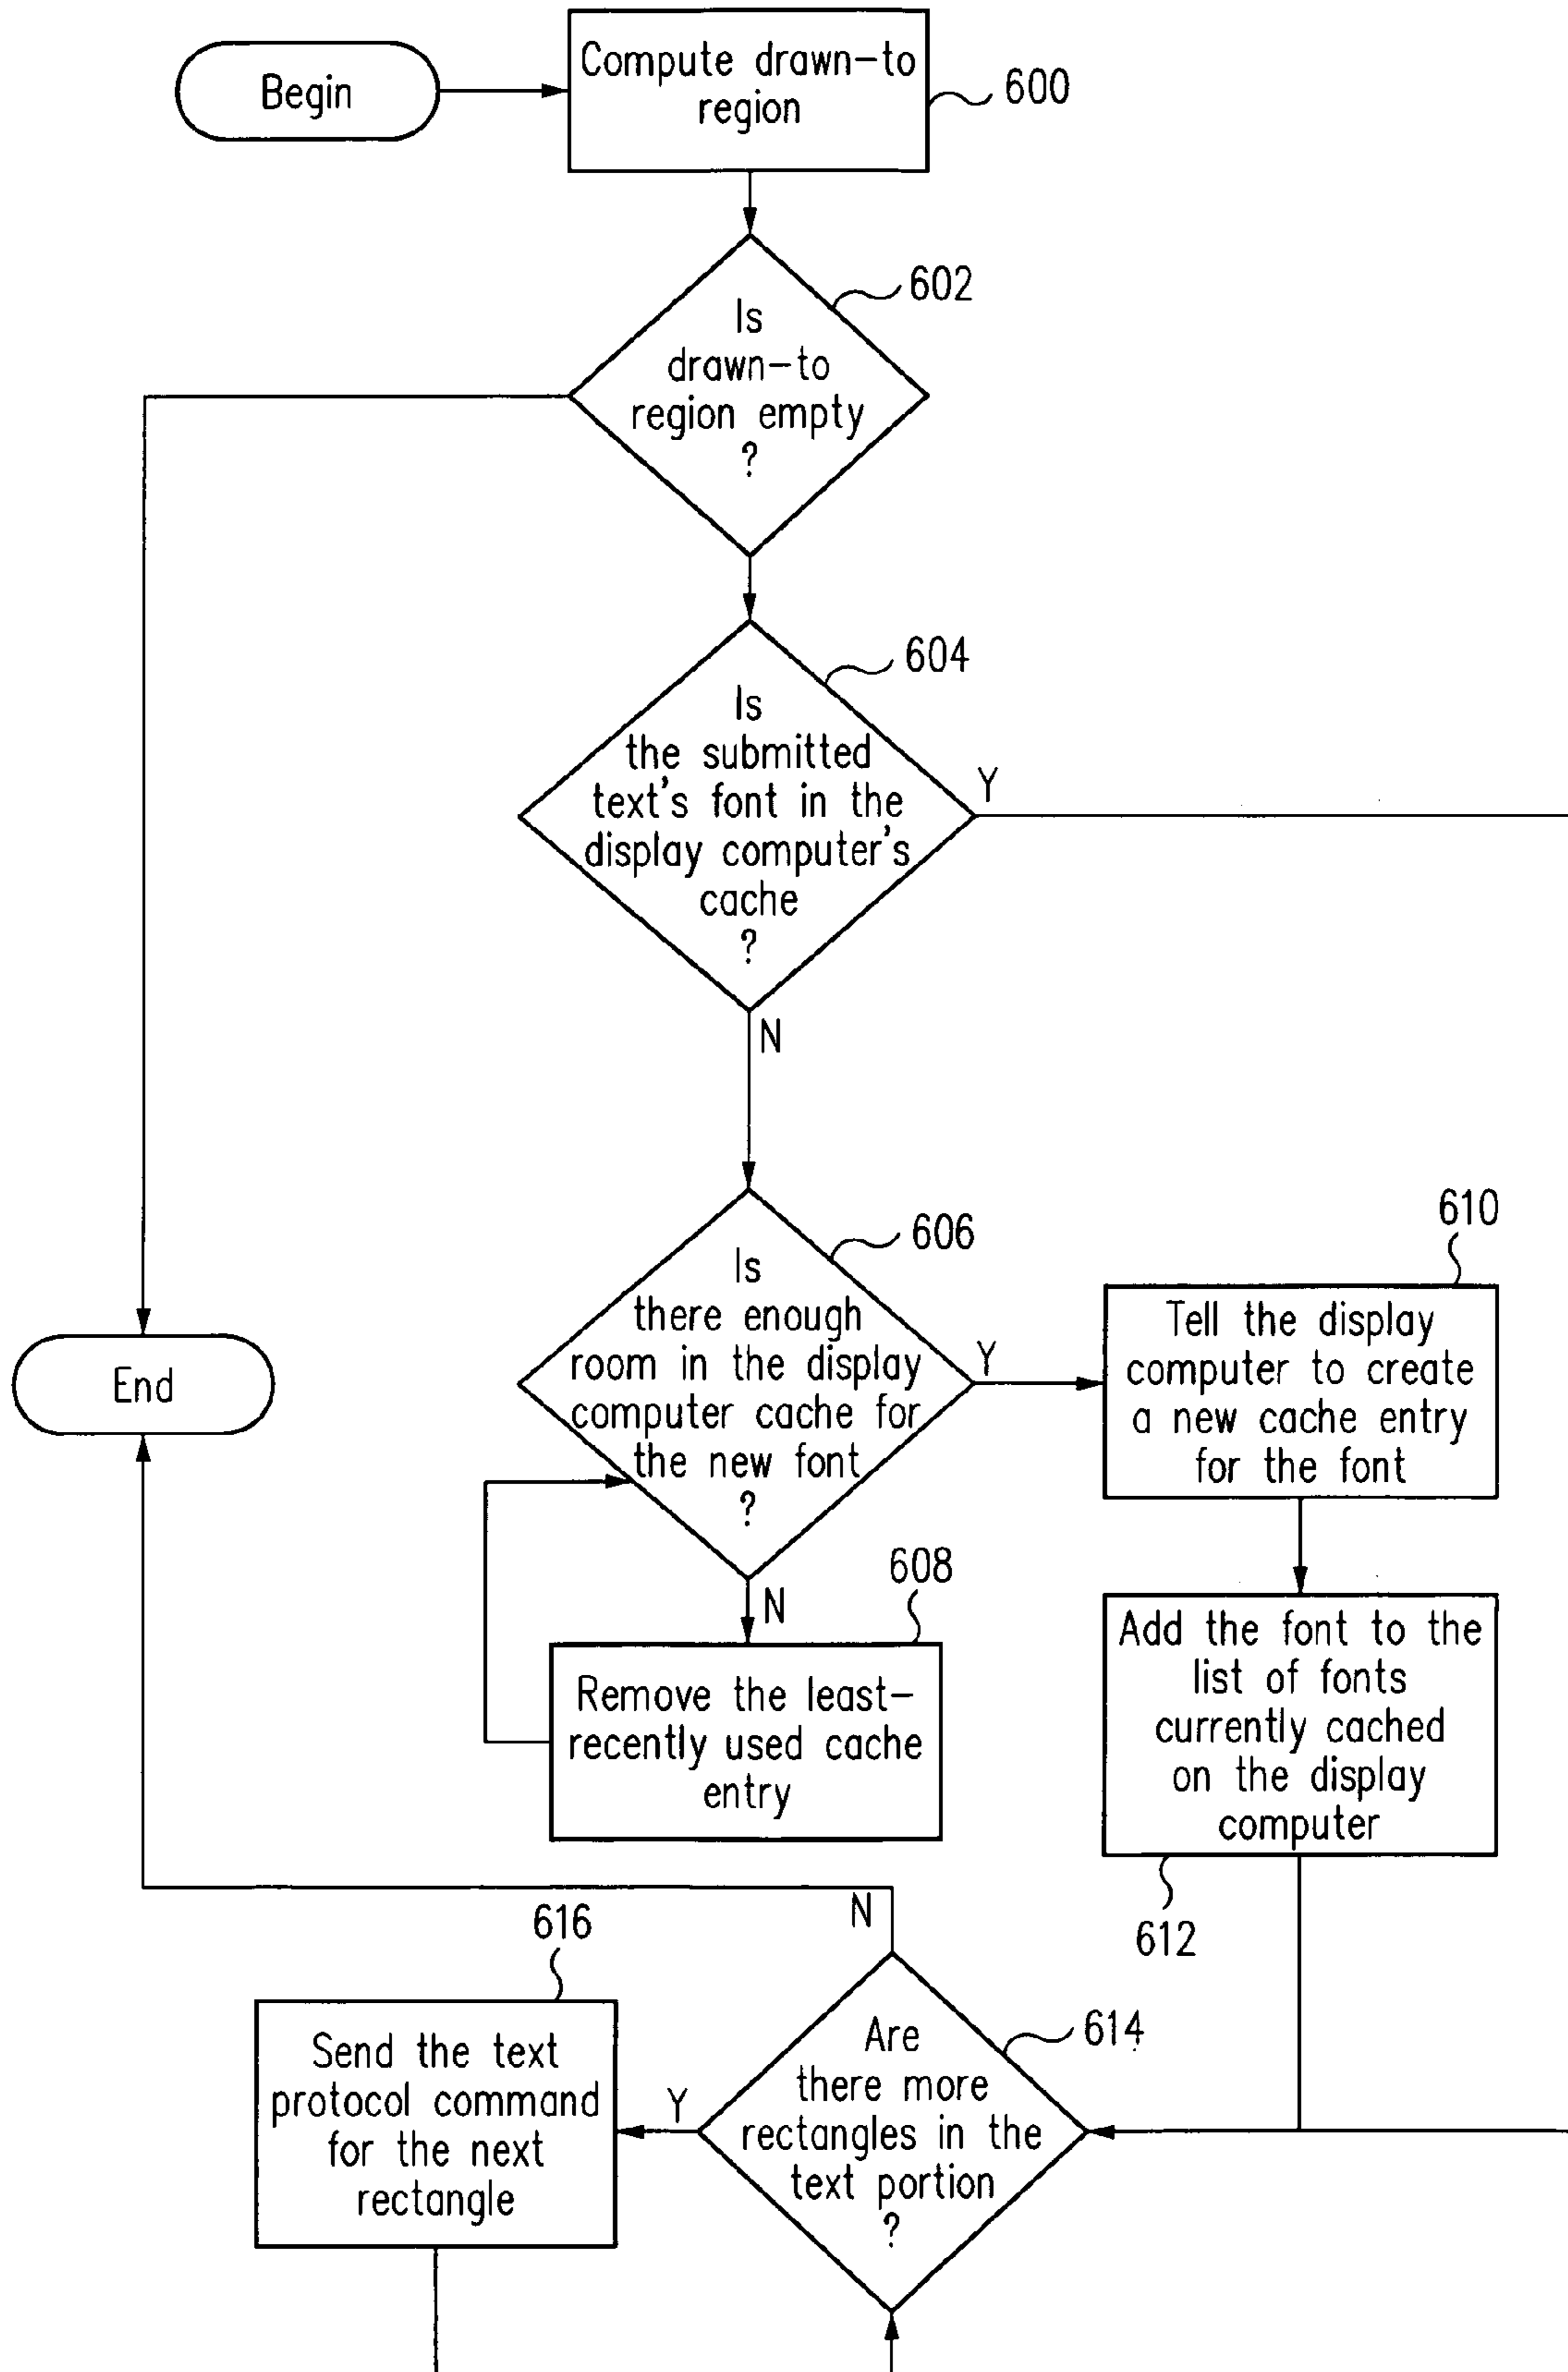 Begin
Compute drawn-to
region
600
602
Is
drawn-to
region empty
?
604
Is
the submitted
text's font in the
display computer's
cache
?
Y
N
606
Is
there enough
room in the display
computer cache for
the new font
?
Y
610
Tell the display
computer to create
a new cache entry
for the font
End
N
608
Remove the least-
recently used cache
entry
Add the font to the
list of fonts
currently cached
on the display
computer
612
N
616
Send the text
protocol command
for the next
rectangle
Y
614
Are
there more
rectangles in the
text portion
?